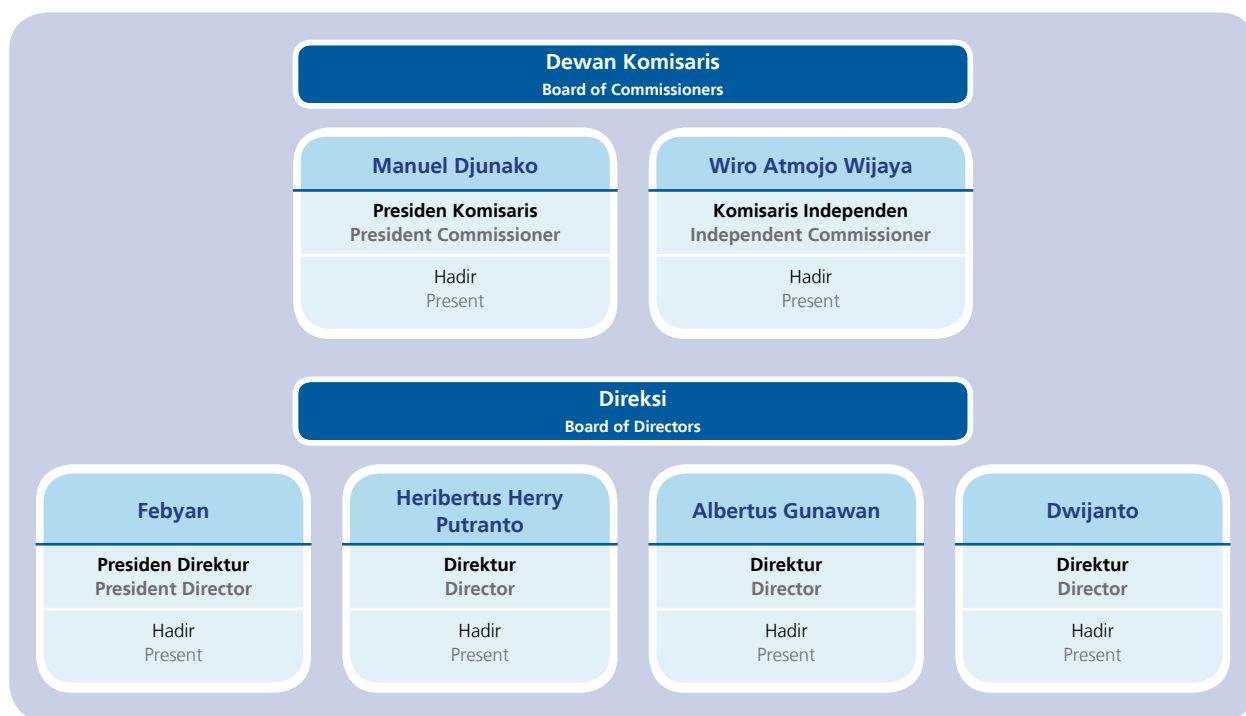 Dewan Komisaris
Board of Commissioners
Manuel Djunako
Presiden Komisaris
President Commissioner
Hadir
Present
Wiro Atmojo Wijaya
Komisaris Independen
Independent Commissioner
Hadir
Present
Direksi
Board of Directors
Febyan
Presiden Direktur
President Director
Hadir
Present
Heribertus Herry
Putranto
Direktur
Director
Hadir
Present
Albertus Gunawan
Direktur
Director
Hadir
Present
Dwijanto
Direktur
Director
Hadir
Present